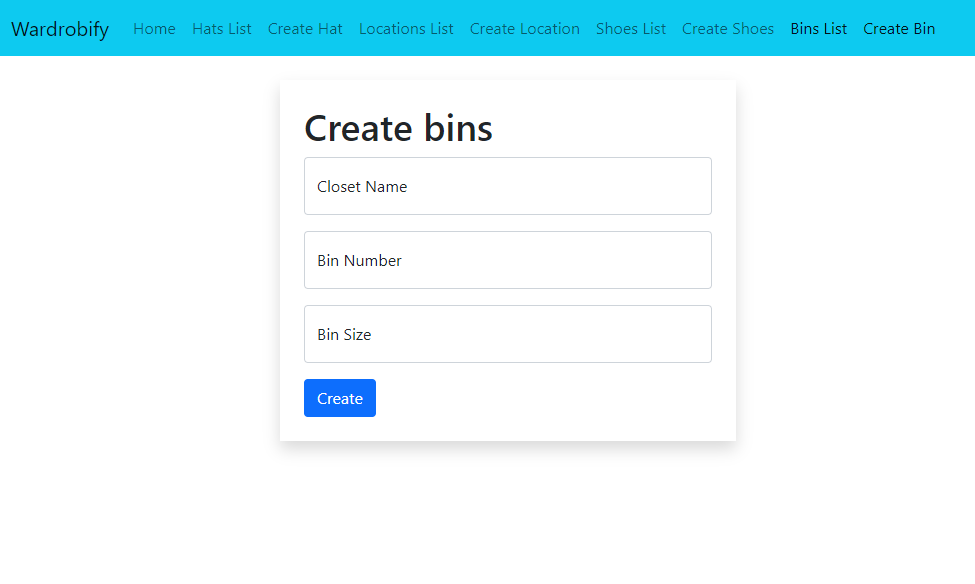 Wardrobify Home Hats List Create Hat Locations List Create Location Shoes List Create Shoes Bins List Create Bin
Create bins
Closet Name
Bin Number
Bin Size
Create